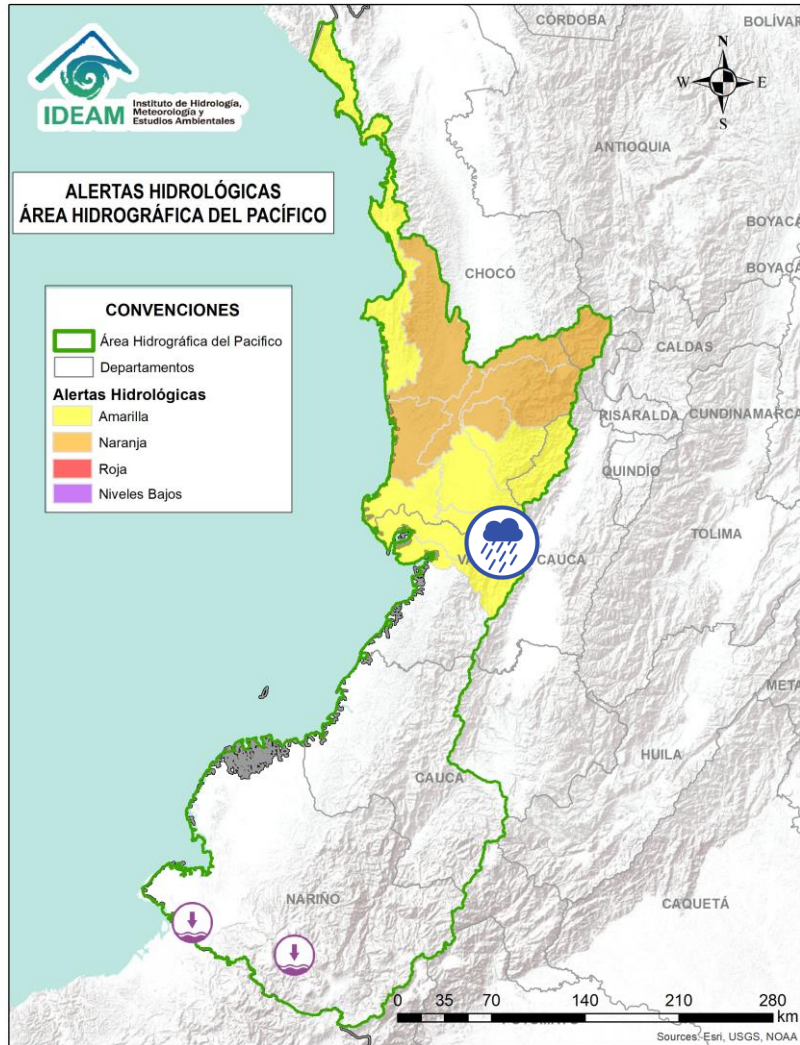 CÓRDOBA
BOLÍVAR
N
W E
S
IDEAM
Instituto de Hidrología,
Meteorología y
Estudios Ambientales
ANTIOQUIA
ALERTAS HIDROLÓGICAS
ÁREA HIDROGRÁFICA DEL PACÍFICO
BOYACÁ
BOYACÁ
CHOCÓ
CONVENCIONES
Área Hidrográfica del Pacifico
Departamentos
Alertas Hidrológicas
Amarilla
Naranja
Roja
Niveles Bajos
CALDAS
RISARALDA
CUNDINAMARCA
QUINDÍO
TOLIMA
CAUCA
META
HUILA
CAUCA
NARIÑO
CAQUETÁ
0 35 70 140 210 280
km
Sources: Esri, USGS, NOAA